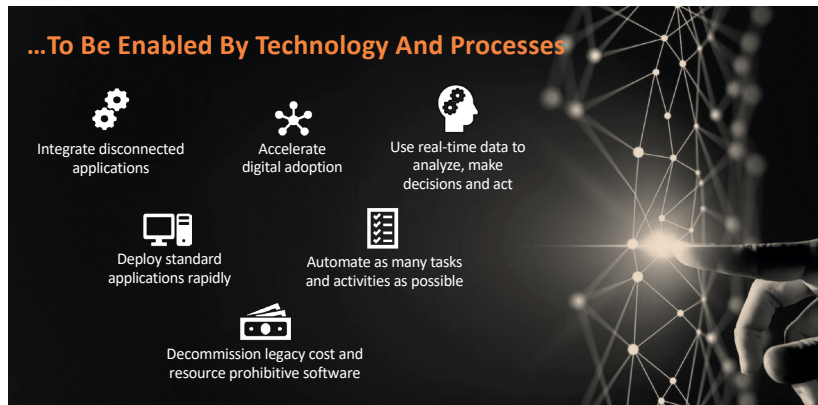 ...To Be Enabled By Technology And Processes
Integrate disconnected
applications
Accelerate
digital adoption
Use real-time data to
analyze, make
decisions and act
Deploy standard
applications rapidly
Automate as many tasks
and activities as possible
Decommission legacy cost and
resource prohibitive software